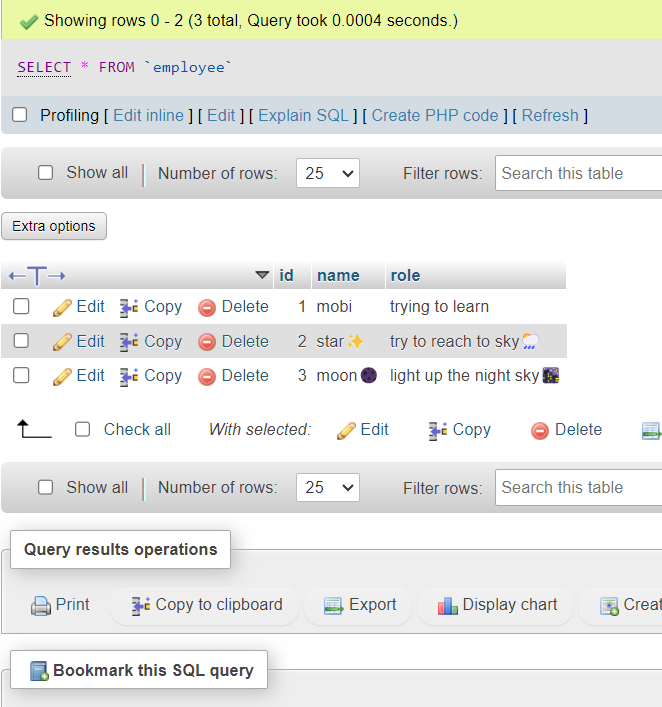 Showing rows 0 - 2 (3 total, Query took 0.0004 seconds.)
SELECT * FROM `employee`
Profiling [ Edit inline ] [ Edit ] [ Explain SQL ] [ Create PHP code ] [ Refresh ]
Show all Number of rows: 25 Filter rows: Search this table
Extra options
id name role
Edit Copy Delete 1 mobi trying to learn
Edit Copy Delete 2 star✨ try to reach to sky🌦️
Edit Copy Delete 3 moon🌑 light up the night sky🌃
Check all With selected: Edit Copy Delete
Show all Number of rows: 25 Filter rows: Search this table
Query results operations
Print Copy to clipboard Export Display chart Creat
Bookmark this SQL query